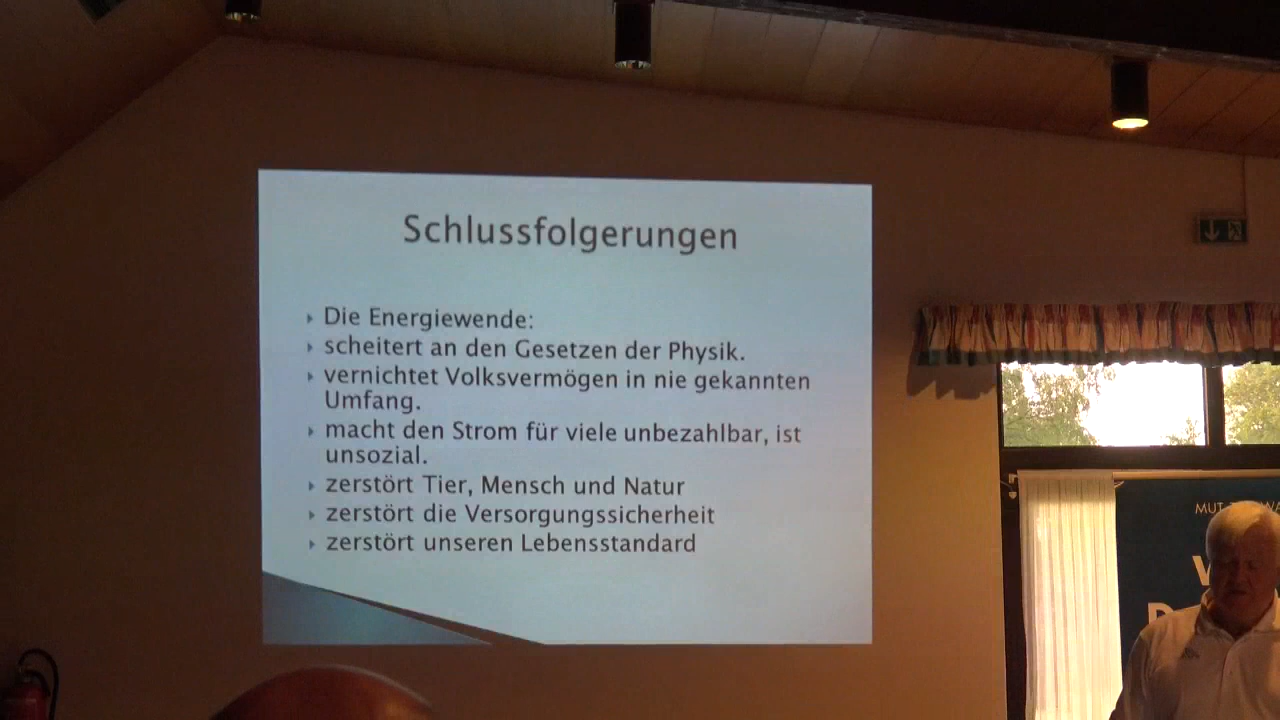 Schlussfolgerungen
Die Energiewende:
scheitert an den Gesetzen der Physik.
vernichtet Volksvermögen in nie gekannten
Umfang.
macht den Strom für viele unbezahlbar, ist
unsozial.
zerstört Tier, Mensch und Natur
zerstört die Versorgungssicherheit
zerstört unseren Lebensstandard
MUT